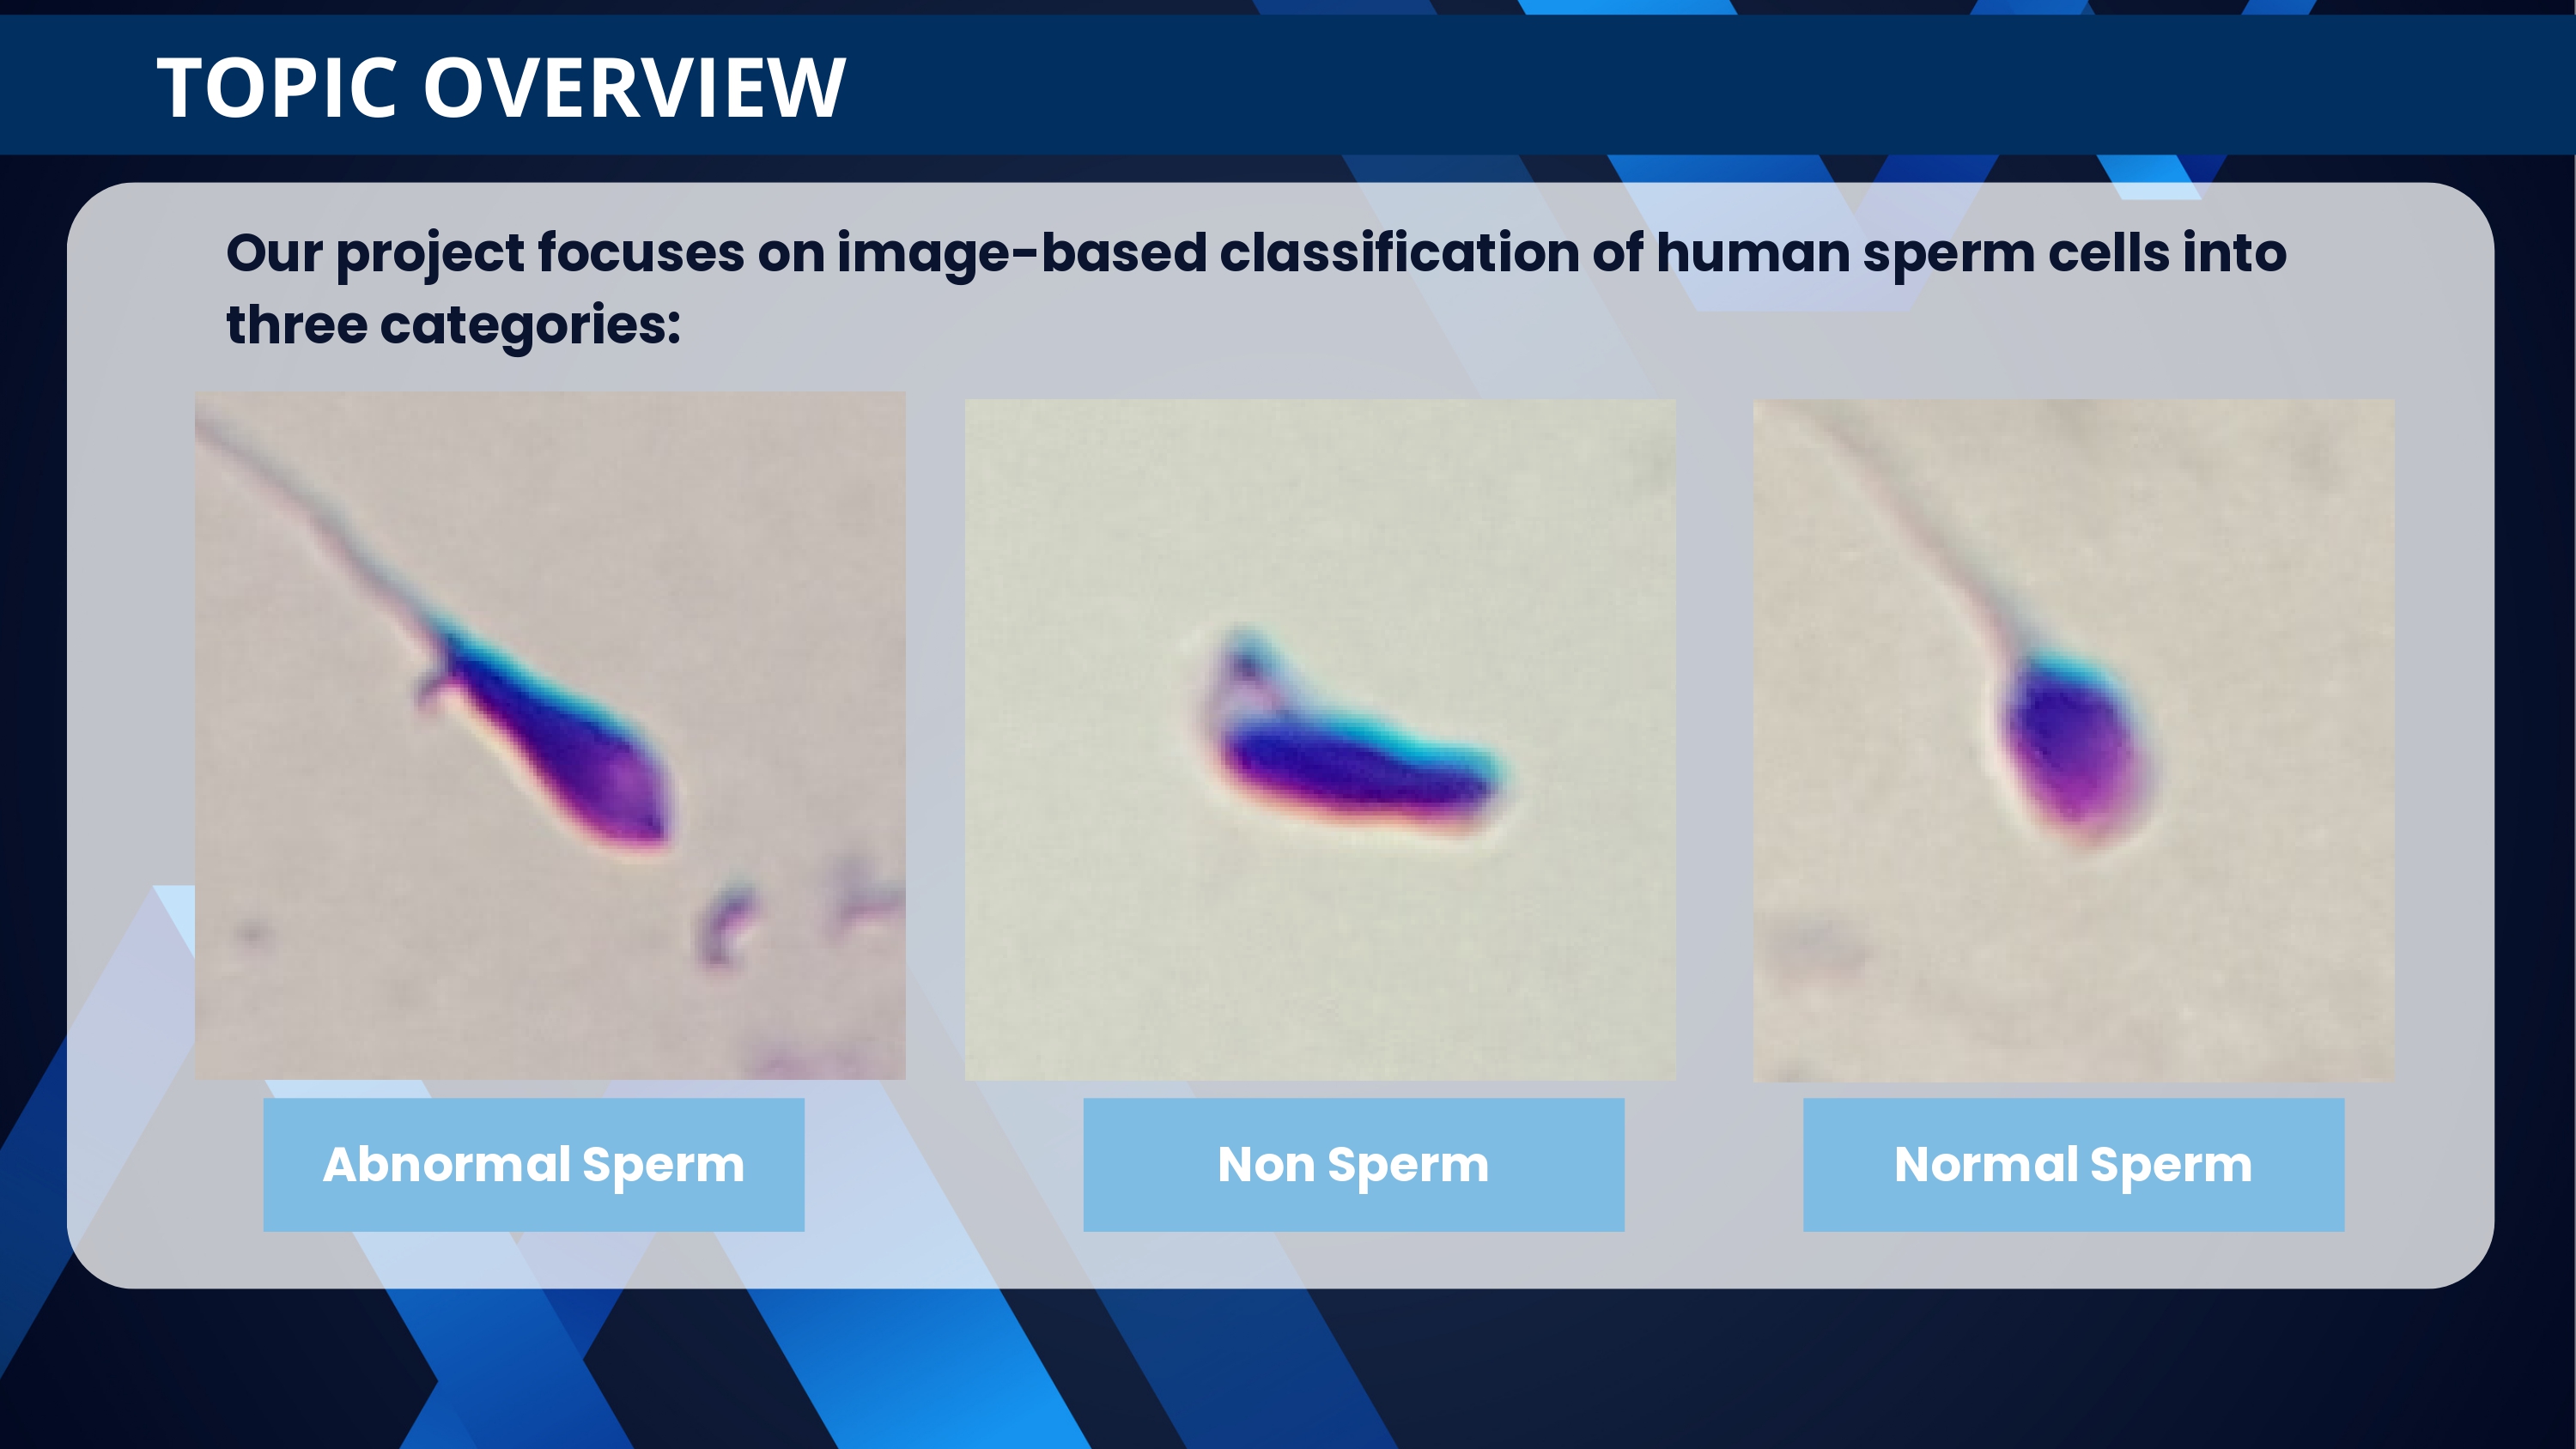 TOPIC OVERVIEW
Our project focuses on image-based classification of human sperm cells into
three categories:
Abnormal Sperm
Non Sperm
Normal Sperm